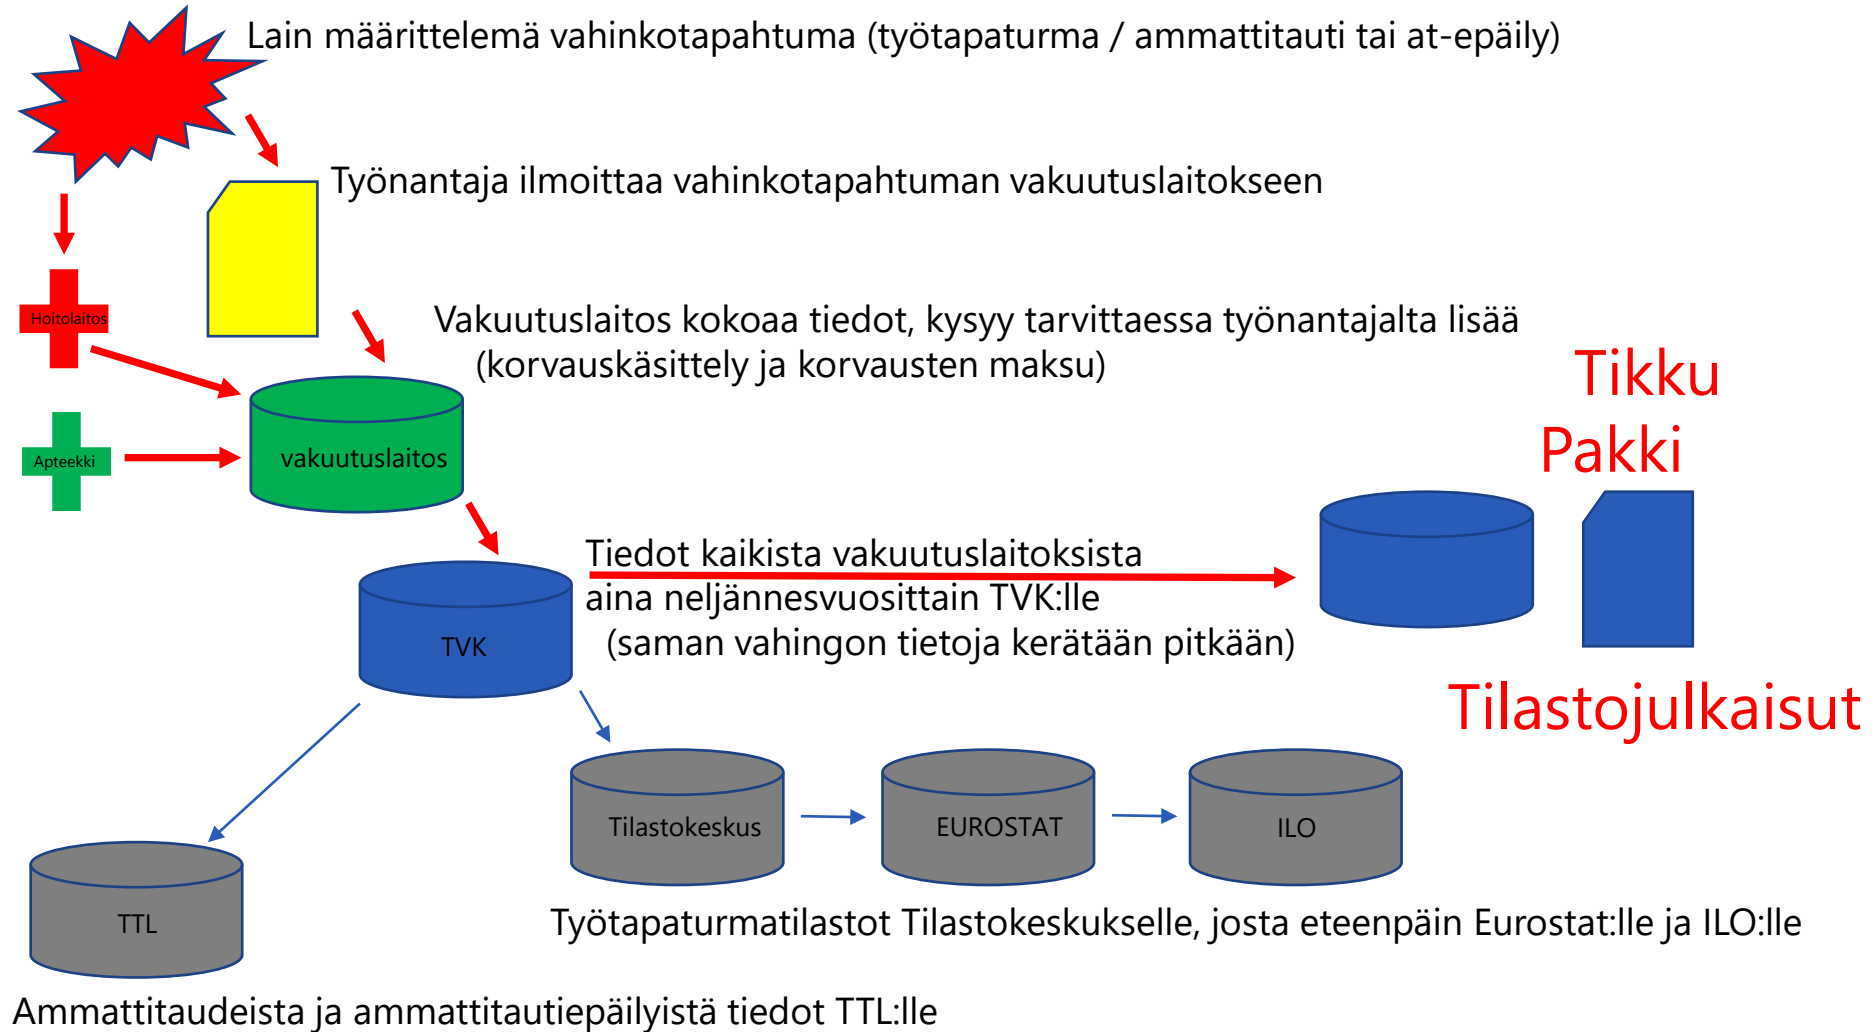 Lain määrittelemä vahinkotapahtuma (työtapaturma / ammattitauti tai at-epäily)
Työnantaja ilmoittaa vahinkotapahtuman vakuutuslaitokseen
Hoitolaitos
Vakuutuslaitos kokoaa tiedot, kysyy tarvittaessa työnantajalta lisää
(korvauskäsittely ja korvausten maksu)
Tikku
Pakki
Apteekki
vakuutuslaitos
Tiedot kaikista vakuutuslaitoksista
aina neljännesvuosittain TVK:lle
(saman vahingon tietoja kerätään pitkään)
TVK
Tilastojulkaisut
Tilastokeskus
EUROSTAT
ILO
TTL
Työtapaturmatilastot Tilastokeskukselle, josta eteenpäin Eurostat:lle ja ILO:lle
Ammattitaudeista ja ammattitautiepäilyistä tiedot TTL:lle